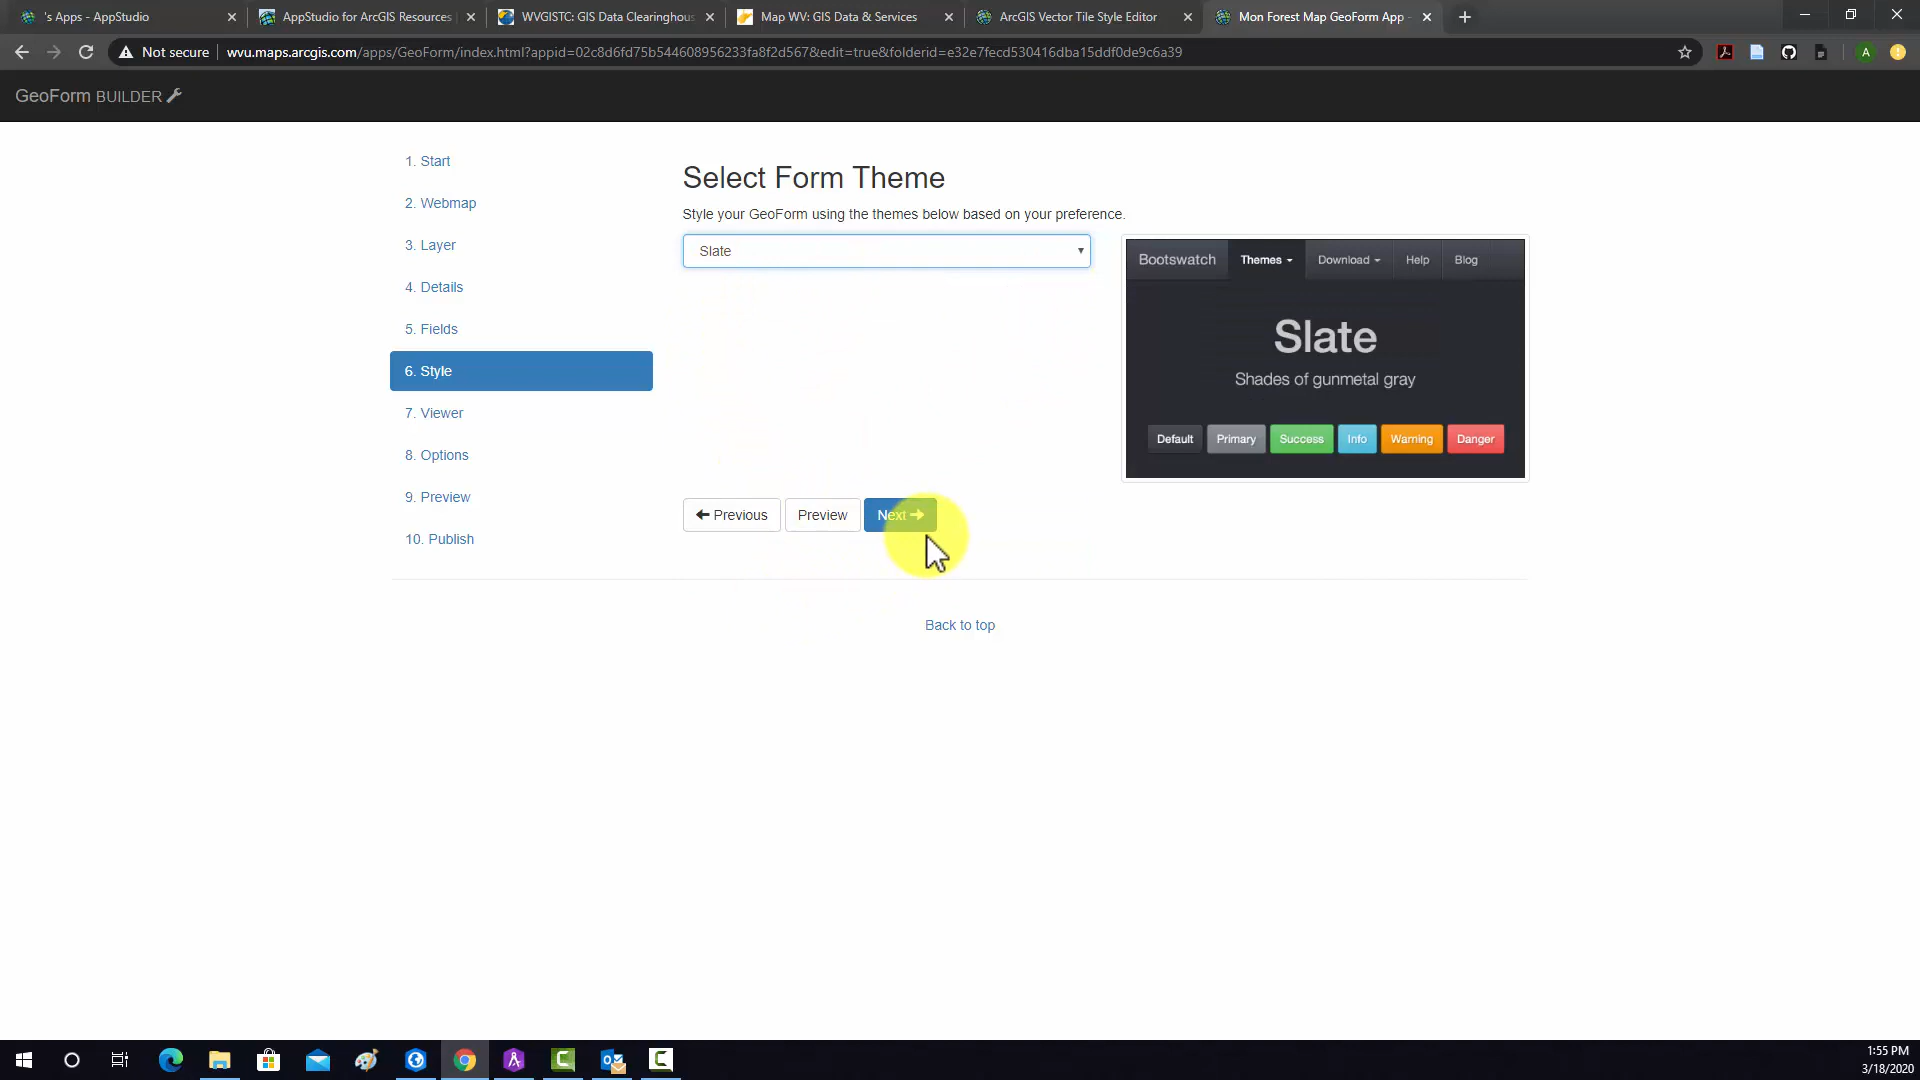 's Apps - AppStudio
AppStudio for ArcGIS Resources
WVGISTC: GIS Data Clearinghous
Map WV: GIS Data & Services
ArcGIS Vector Tile Style Editor
Mon Forest Map GeoForm App -
Not secure
wvu.maps.arcgis.com/apps/GeoForm/index.html?appid=02c8d6fd75b544608956233fa8f2d567&edit=true&folderid=e32e7fecd530416dba15ddf0de9c6a39
A
GeoForm BUILDER
1. Start
2. Webmap
3. Layer
4. Details
5. Fields
6. Style
7. Viewer
8. Options
9. Preview
10. Publish
Select Form Theme
Style your GeoForm using the themes below based on your preference.
Slate
Bootswatch Themes Download Help Blog
Slate
Shades of gunmetal gray
Default Primary Success Info Warning Danger
Previous Preview Next
Back to top
1:55 PM
3/18/2020